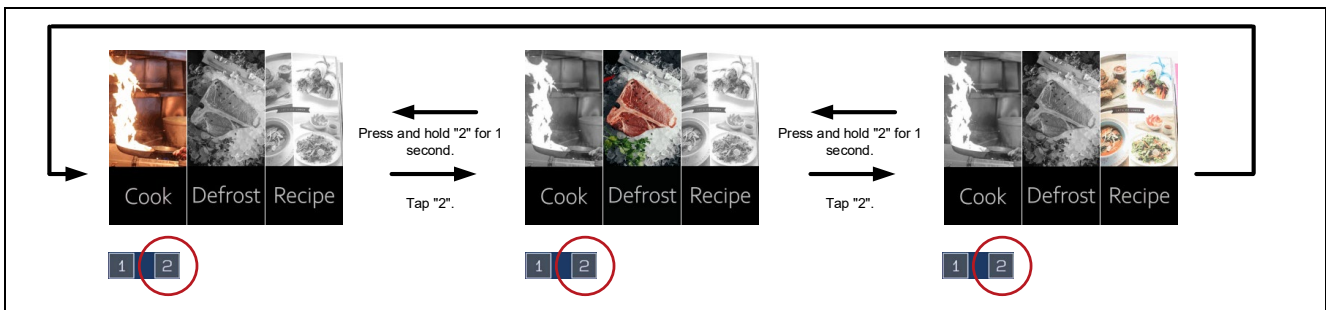 Press and hold "2" for 1
second.
Tap "2".
Press and hold "2" for 1
second.
Tap "2".
Cook Defrost Recipe
Cook Defrost Recipe
Cook Defrost Recipe
1 2
1 2
1 2